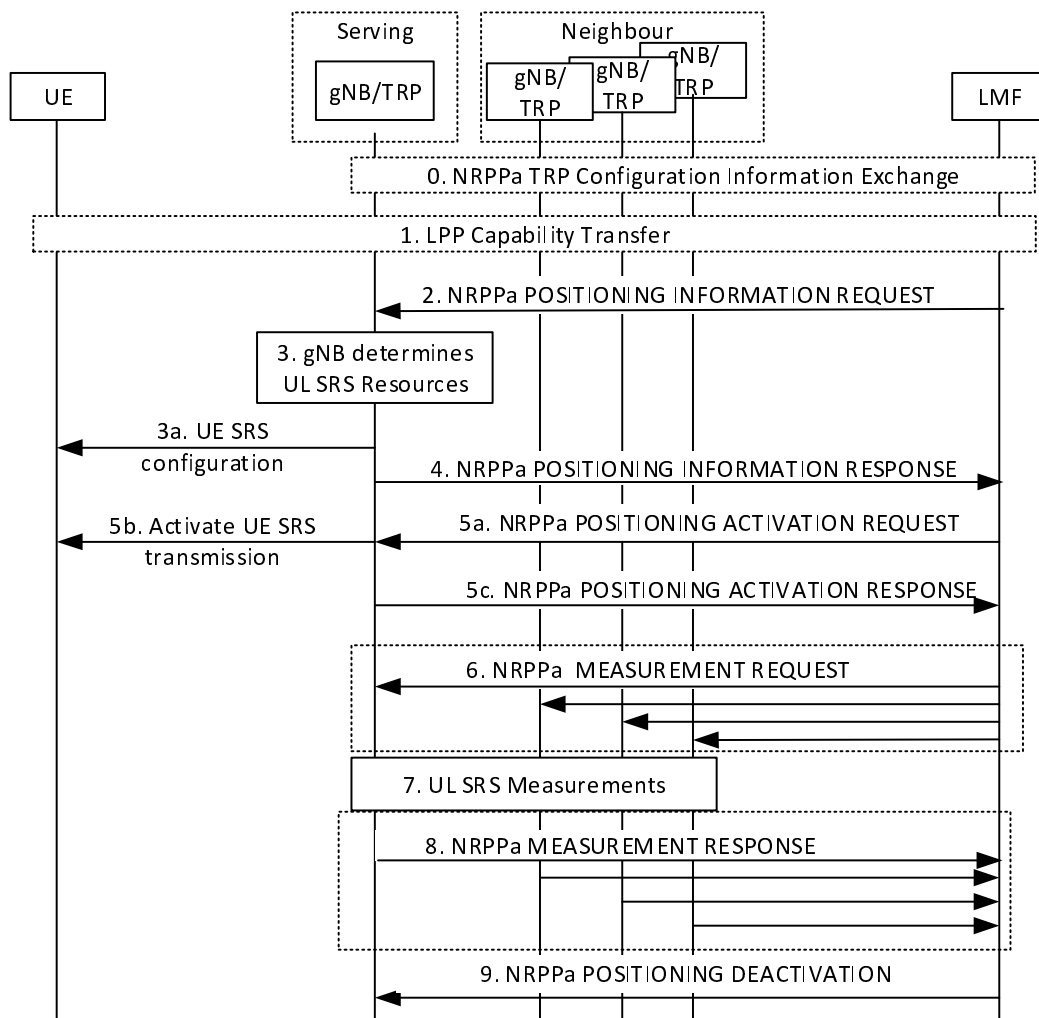 Serving
Neighbour
UE
gNB/TRP
gNB/
TRP
gNB/
TRP
gNB/
TRP
LMF
0. NRPPa TRP Configuration Information Exchange
1. LPP Capability Transfer
2. NRPPa POSITIONING INFORMATION REQUEST
3. gNB determines
UL SRS Resources
3a. UE SRS
configuration
4. NRPPa POSITIONING INFORMATION RESPONSE
5b. Activate UE SRS
transmission
5a. NRPPa POSITIONING ACTIVATION REQUEST
5c. NRPPa POSITIONING ACTIVATION RESPONSE
6. NRPPa MEASUREMENT REQUEST
7. UL SRS Measurements
8. NRPPa MEASUREMENT RESPONSE
9. NRPPa POSITIONING DEACTIVATION